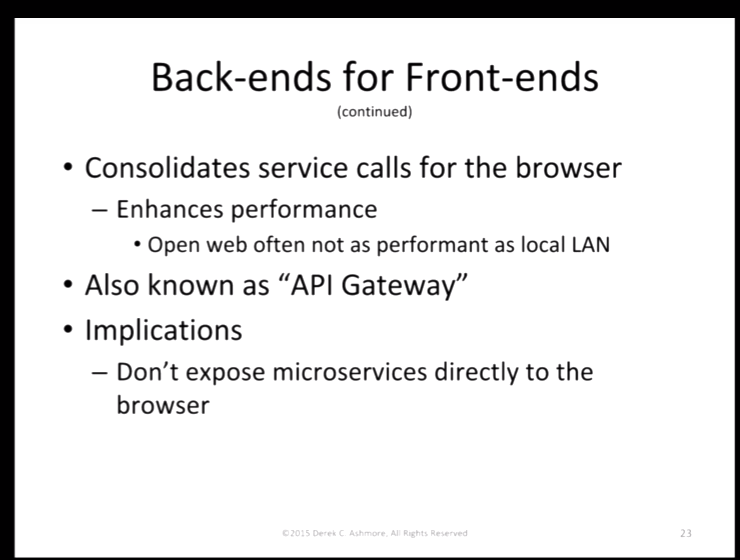 Back-ends for Front-ends
(continued)
• Consolidates service calls for the browser
– Enhances performance
• Open web often not as performant as local LAN
• Also known as “API Gateway”
• Implications
– Don’t expose microservices directly to the
browser
©2015 Derek C. Ashmore, All Rights Reserved
23